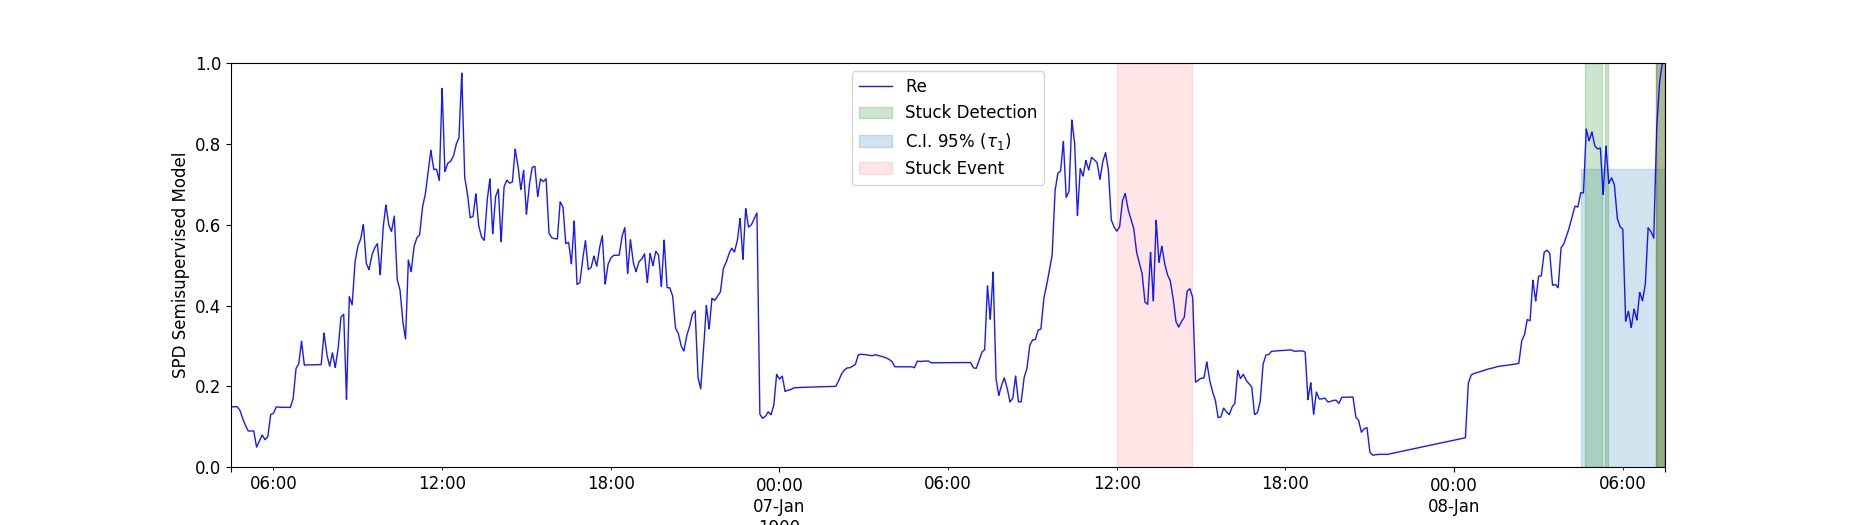 SPD Semisupervised Model
1.0
0.8
0.6
0.4
0.2
0.0
Re
Stuck Detection
C.I. 95% (τ₁)
Stuck Event
06:00 12:00 18:00 00:00 06:00 12:00 18:00 00:00 06:00
07-Jan 08-Jan